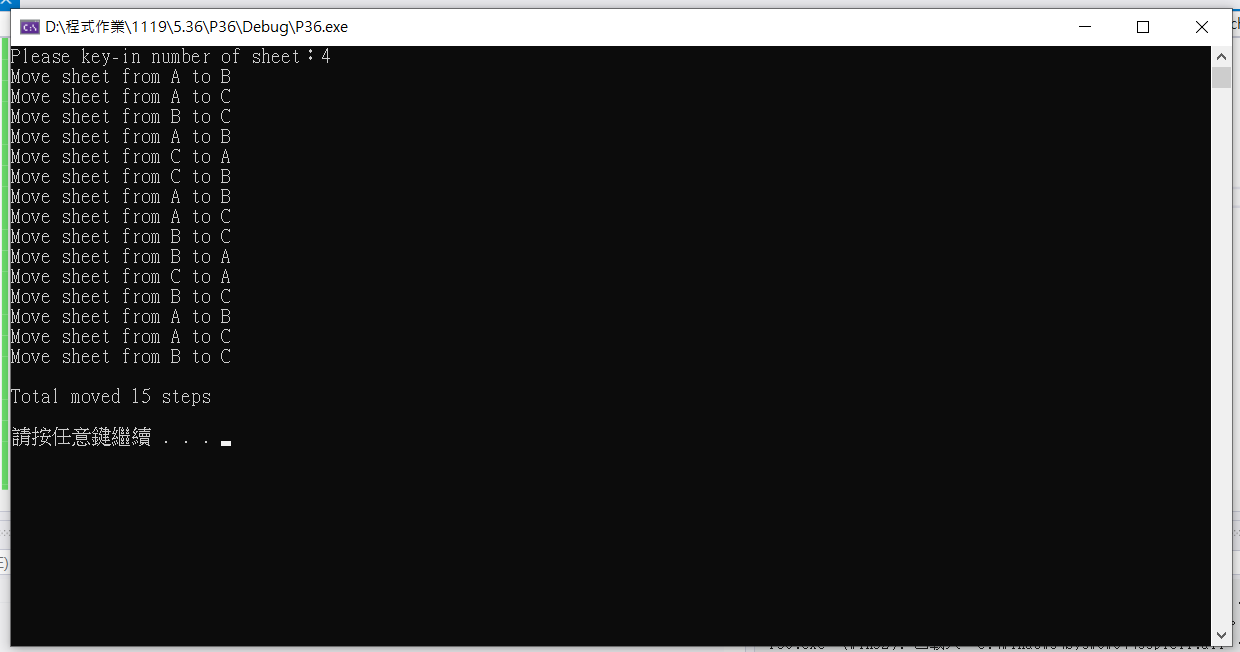 D:\程式作業\1119\5.36\P36\Debug\P36.exe
Please key-in number of sheet：4
Move sheet from A to B
Move sheet from A to C
Move sheet from B to C
Move sheet from A to B
Move sheet from C to A
Move sheet from C to B
Move sheet from A to B
Move sheet from A to C
Move sheet from B to C
Move sheet from B to A
Move sheet from C to A
Move sheet from B to C
Move sheet from A to B
Move sheet from A to C
Move sheet from B to C
Total moved 15 steps
請按任意鍵繼續 . . .